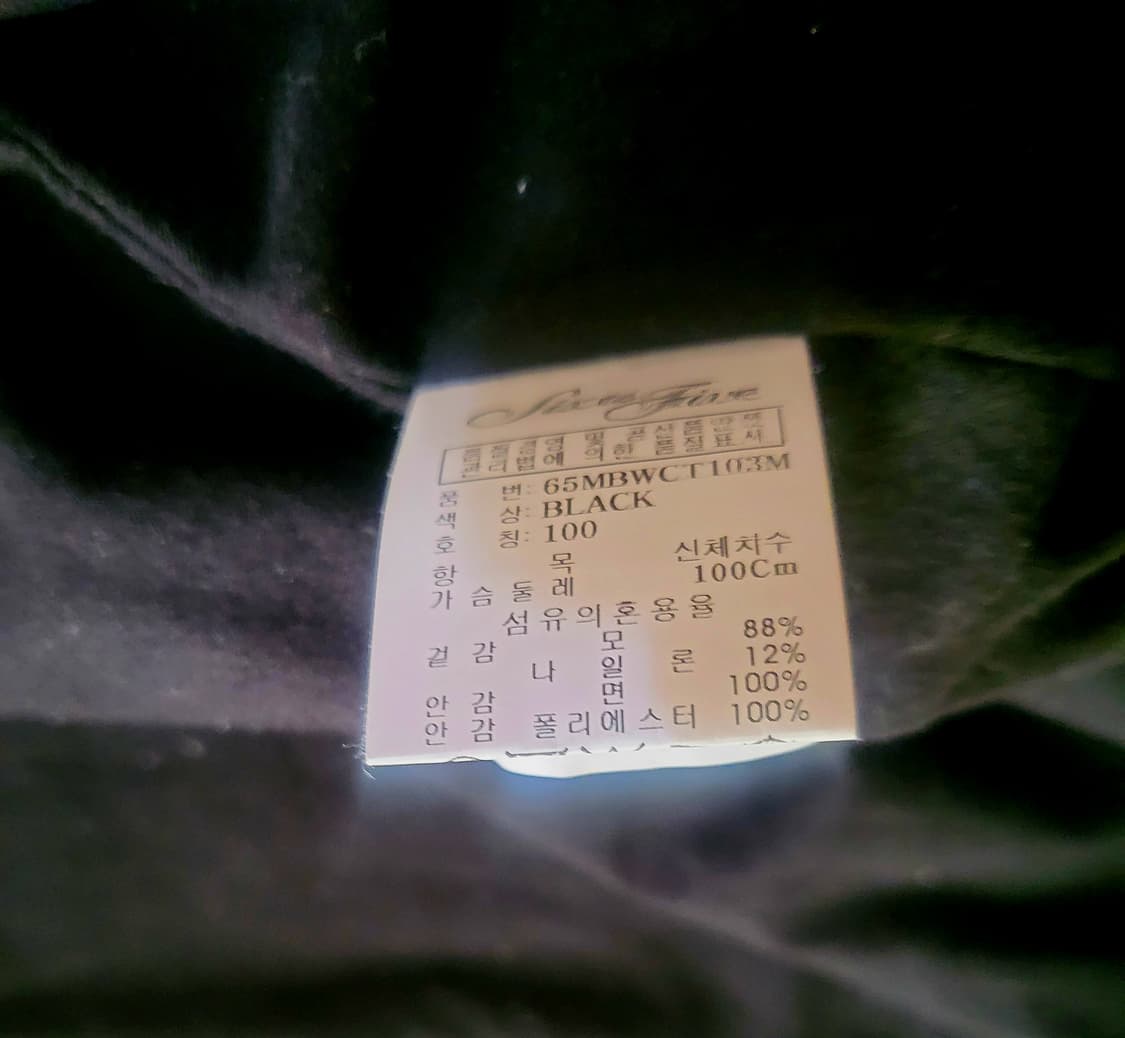 Sixty Five
품질경영 및 공산품안전
관리법에 의한 품질표시
품 번: 65MBWCT103M
색 상: BLACK
호 칭: 100
항 목 신체치수
가슴둘레 100Cm
섬유의혼용율
겉 감 모 88%
나 일 론 12%
안 감 면 100%
안 감 폴리에스터 100%